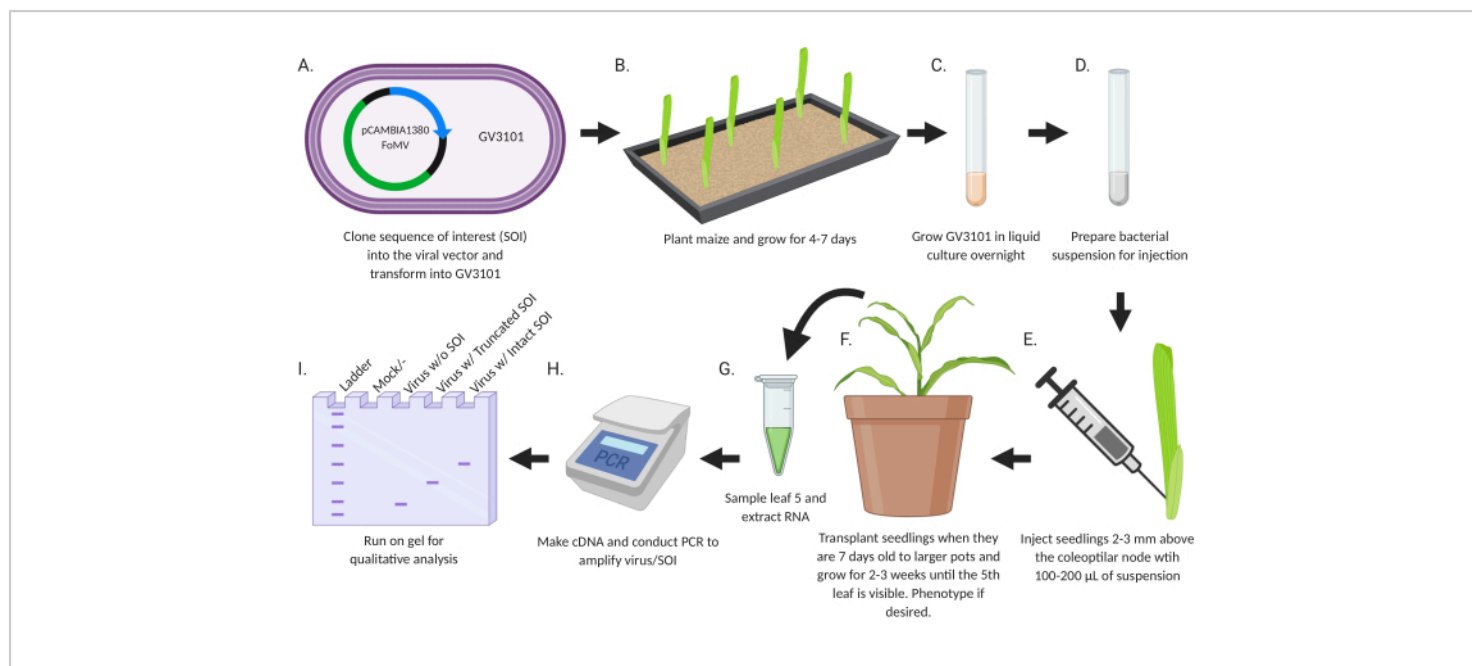 A.
pCAMBIA1380
FoMV
GV3101
Clone sequence of interest (SOI)
into the viral vector and
transform into GV3101
B.
Plant maize and grow for 4-7 days
C.
Grow GV3101 in liquid
culture overnight
D.
Prepare bacterial
suspension for injection
E.
Inject seedlings 2-3 mm above
the coleoptilar node wtih
100-200 µL of suspension
F.
Transplant seedlings when they
are 7 days old to larger pots and
grow for 2-3 weeks until the 5th
leaf is visible. Phenotype if
desired.
G.
Sample leaf 5 and
extract RNA
H.
PCR
Make cDNA and conduct PCR to
amplify virus/SOI
I.
Ladder
Mock/-
Virus w/o SOI
Virus w/ Truncated SOI
Virus w/ Intact SOI
Run on gel for
qualitative analysis